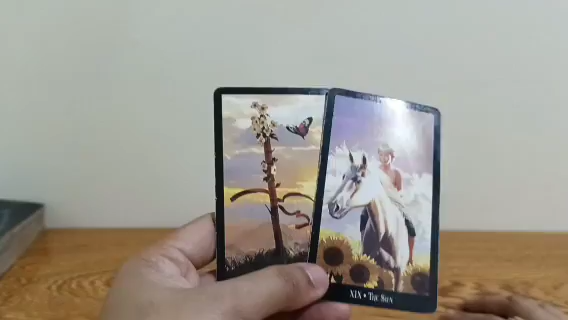 XIX • The Sun